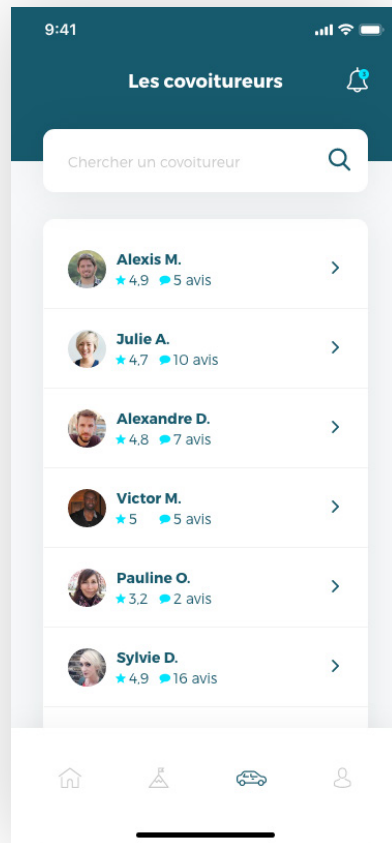 9:41
Les covoitureurs
Chercher un covoitureur
Alexis M.
4,9 5 avis
Julie A.
4,7 10 avis
Alexandre D.
4,8 7 avis
Victor M.
5 5 avis
Pauline O.
3,2 2 avis
Sylvie D.
4,9 16 avis